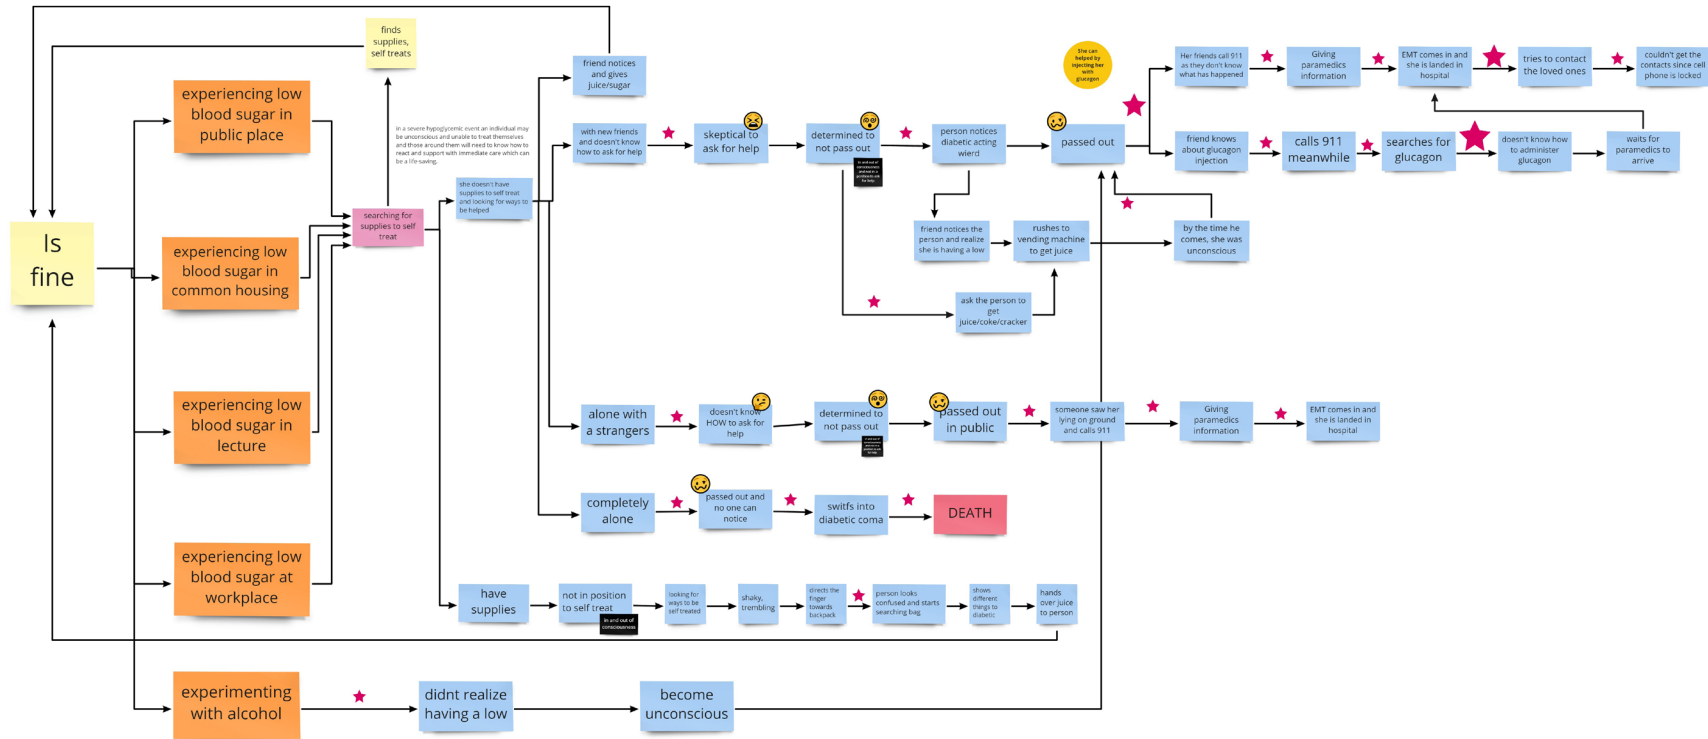 finds
supplies,
self treats
experiencing low
blood sugar in
public place
in a severe hypoglycemic event an individual may
be unconscious and unable to treat themselves
and those around them will need to know how to
react and support with immediate care which can
be a life-saving.
searching for
supplies to self
treat
Is
fine
experiencing low
blood sugar in
common housing
experiencing low
blood sugar in
lecture
experiencing low
blood sugar at
workplace
experimenting
with alcohol
didnt realize
having a low
become
unconscious
she doesn't have
supplies to self treat
and looking for ways to
be helped
friend notices
and gives
juice/sugar
with new friends
and doesn't know
how to ask for help
skeptical to
ask for help
determined to
not pass out
in and out of
consciousness
and not in a
position to ask
for help
person notices
diabetic acting
wierd
She can
helped by
injecting her
with
glucagon
passed out
Her friends call 911
as they don't know
what has happened
Giving
paramedics
information
EMT comes in and
she is landed in
hospital
tries to contact
the loved ones
couldn't get the
contacts since cell
phone is locked
friend knows
about glucagon
injection
calls 911
meanwhile
searches for
glucagon
doesn't know how
to administer
glucagon
waits for
paramedics to
arrive
friend notices the
person and realize
she is having a low
rushes to
vending machine
to get juice
by the time he
comes, she was
unconscious
ask the person to
get
juice/coke/cracker
alone with
a strangers
doesn't know
HOW to ask for
help
determined to
not pass out
passed out
in public
someone saw her
lying on ground
and calls 911
Giving
paramedics
information
EMT comes in and
she is landed in
hospital
completely
alone
passed out and
no one can
notice
switfs into
diabetic coma
DEATH
have
supplies
not in position
to self treat
in and out of
consciousness
looking for
ways to be
self treated
shaky,
trembling
directs the
finger
towards
backpack
person looks
confused and starts
searching bag
shows
different
things to
diabetic
hands
over juice
to person